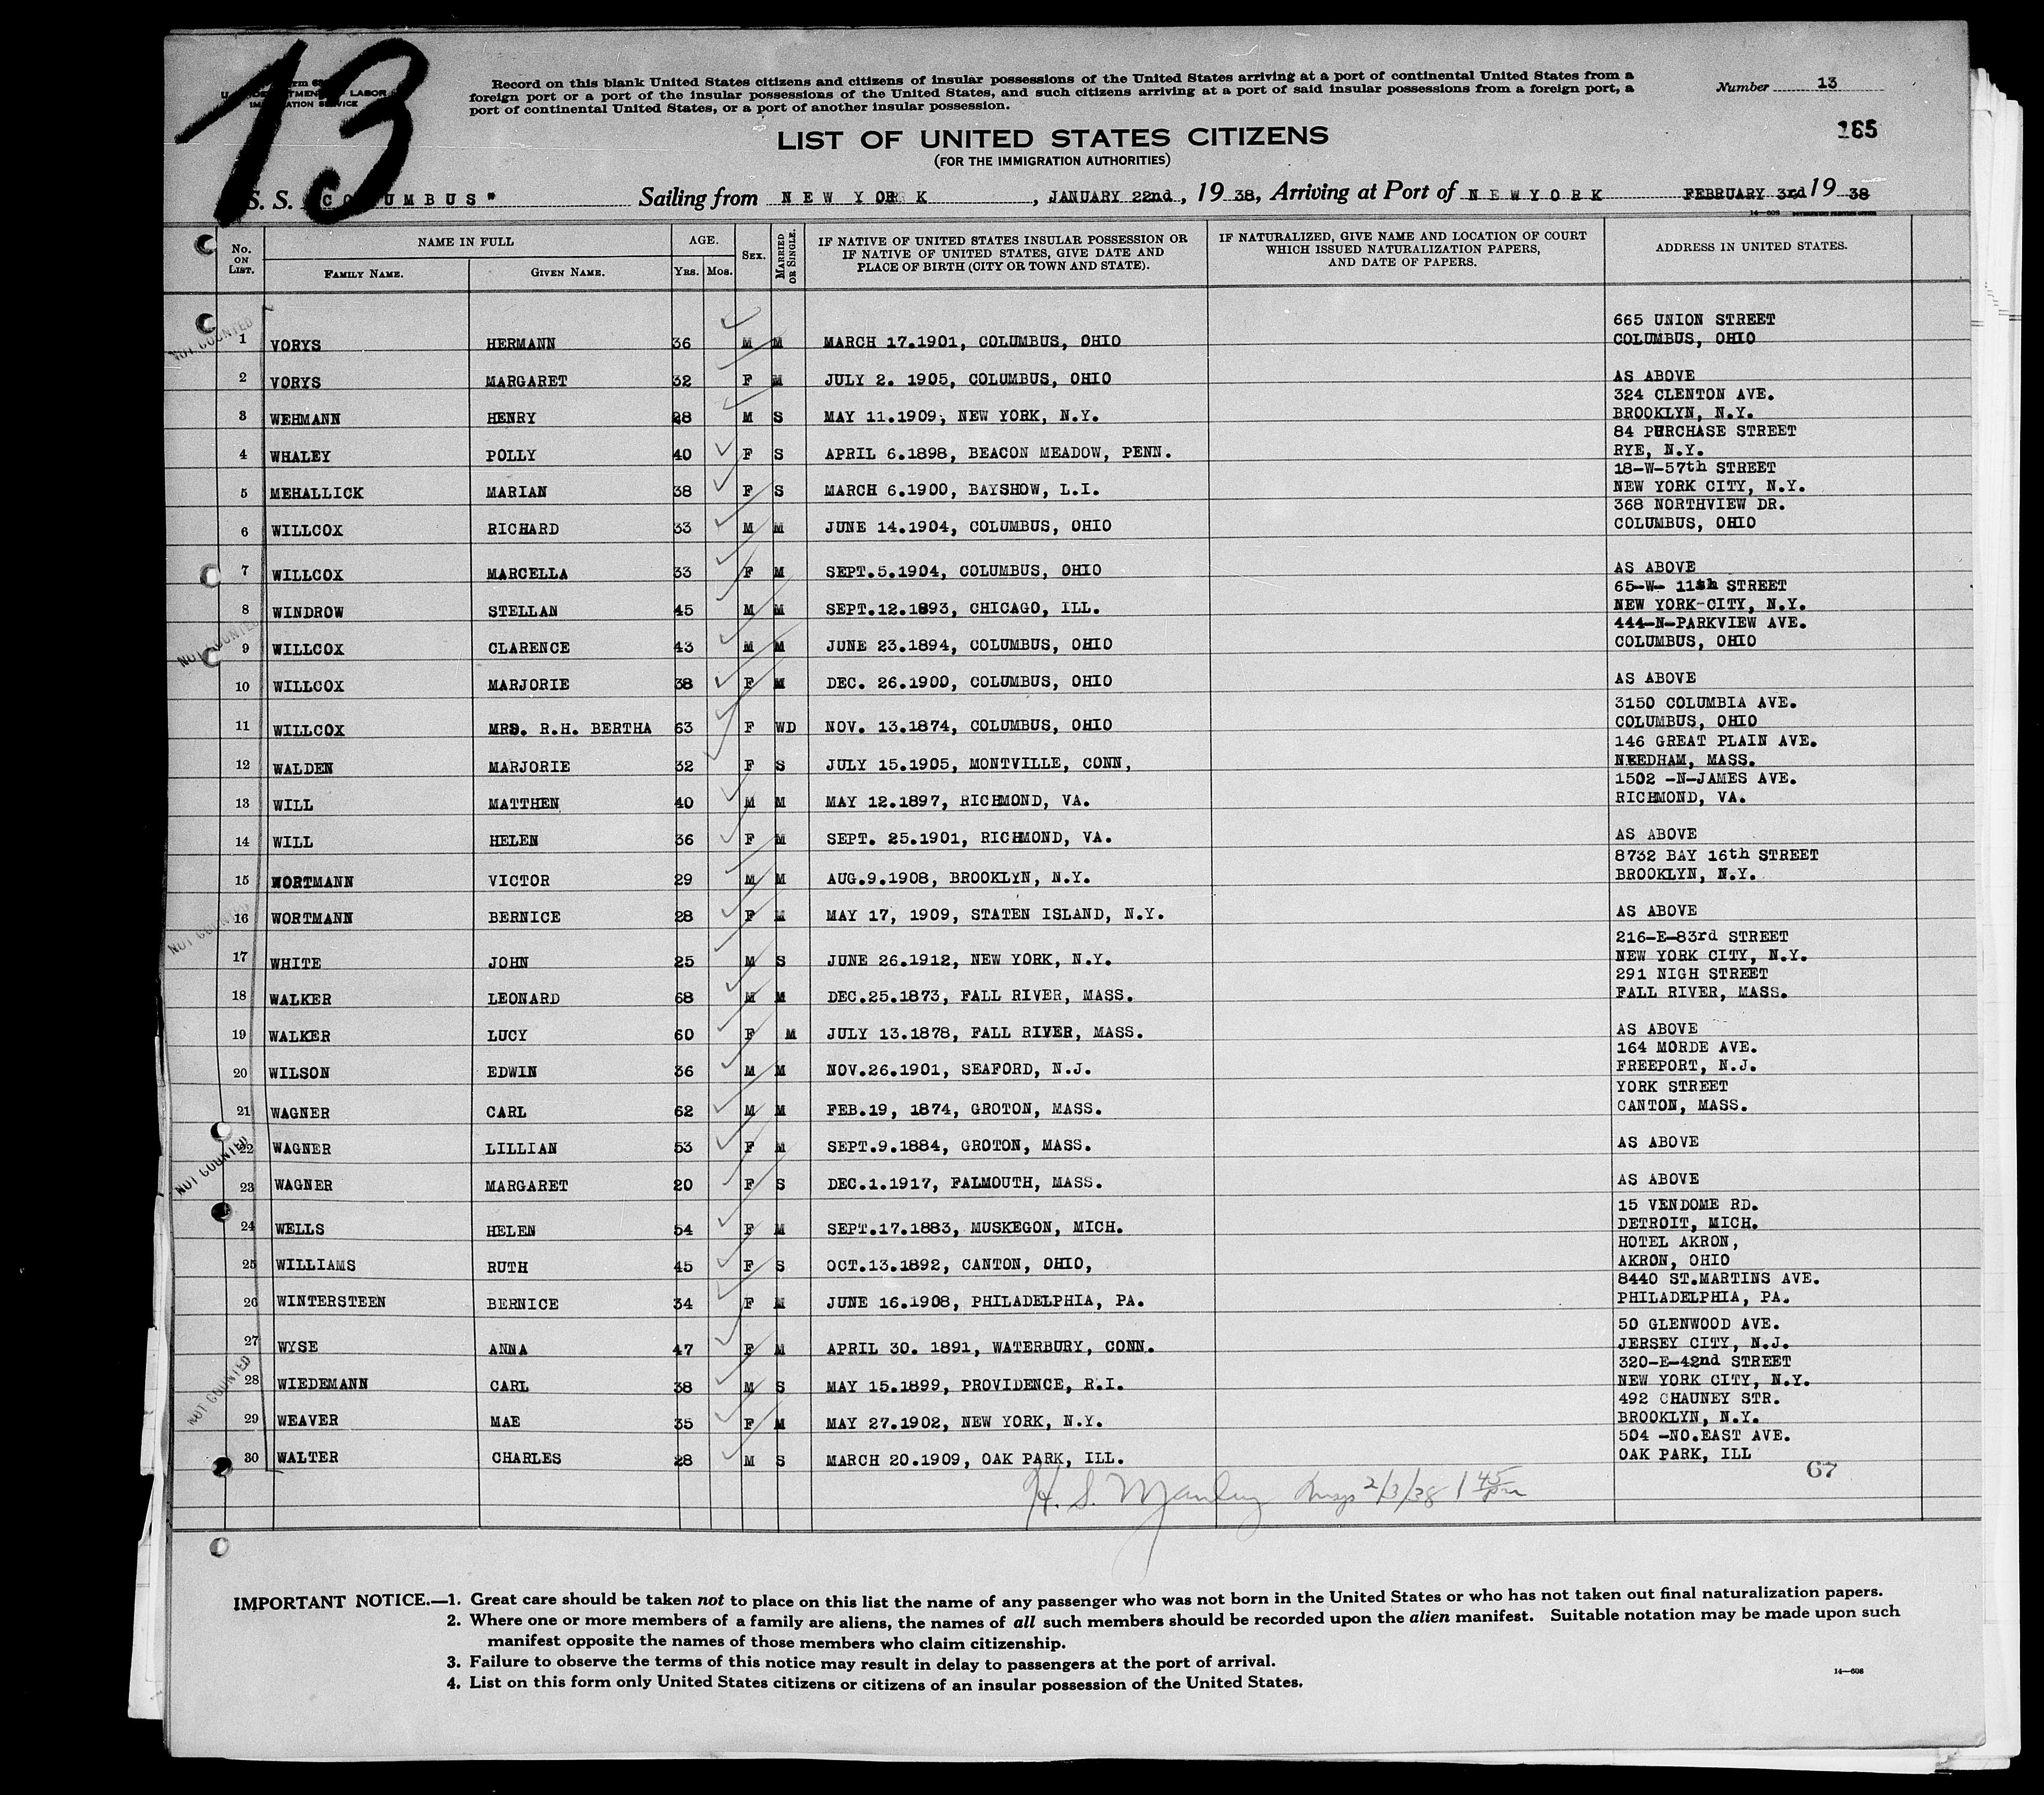 13
Record on this blank United States citizens and citizens of insular possessions of the United States arriving at a port of continental United States from a
foreign port or a port of the insular possessions of the United States, and such citizens arriving at a port of said insular possessions from a foreign port, a
port of continental United States, or a port of another insular possession.
Number 13
LABOR
SERVICE
165
LIST OF UNITED STATES CITIZENS
(FOR THE IMMIGRATION AUTHORITIES)
S. S. COLUMBUS" Sailing from NEW YORK, JANUARY 22nd, 19 38, Arriving at Port of NEWYORK FEBRUARY 3rd 19 38
14—608
No. ON LIST. NAME IN FULL FAMILY NAME. GIVEN NAME. AGE. YRS. MOS. SEX. MARRIED OR SINGLE. IF NATIVE OF UNITED STATES INSULAR POSSESSION OR IF NATIVE OF UNITED STATES, GIVE DATE AND PLACE OF BIRTH (CITY OR TOWN AND STATE). IF NATURALIZED, GIVE NAME AND LOCATION OF COURT WHICH ISSUED NATURALIZATION PAPERS, AND DATE OF PAPERS. ADDRESS IN UNITED STATES.
NOT COUNTED
665 UNION STREET
1 VORYS HERMANN 36 M M MARCH 17.1901, COLUMBUS, OHIO COLUMBUS, OHIO
2 VORYS MARGARET 32 F M JULY 2. 1905, COLUMBUS, OHIO AS ABOVE
324 CLENTON AVE.
3 WEHMANN HENRY 28 M S MAY 11.1909, NEW YORK, N.Y. BROOKLYN, N.Y.
84 PURCHASE STREET
4 WHALEY POLLY 40 F S APRIL 6.1898, BEACON MEADOW, PENN. RYE, N.Y.
18-W-57th STREET
5 MEHALLICK MARIAN 38 F S MARCH 6.1900, BAYSHOW, L.I. NEW YORK CITY, N.Y.
368 NORTHVIEW DR.
6 WILLCOX RICHARD 33 M M JUNE 14.1904, COLUMBUS, OHIO COLUMBUS, OHIO
7 WILLCOX MARCELLA 33 F M SEPT.5.1904, COLUMBUS, OHIO AS ABOVE
65-W- 11th STREET
8 WINDROW STELLAN 45 M M SEPT.12.1893, CHICAGO, ILL. NEW YORK-CITY, N.Y.
NOT COUNTED
444-N-PARKVIEW AVE.
9 WILLCOX CLARENCE 43 M M JUNE 23.1894, COLUMBUS, OHIO COLUMBUS, OHIO
10 WILLCOX MARJORIE 38 F M DEC. 26.1900, COLUMBUS, OHIO AS ABOVE
3150 COLUMBIA AVE.
11 WILLCOX MRS. R.H. BERTHA 63 F WD NOV. 13.1874, COLUMBUS, OHIO COLUMBUS, OHIO
146 GREAT PLAIN AVE.
12 WALDEN MARJORIE 32 F S JULY 15.1905, MONTVILLE, CONN, NEEDHAM, MASS.
1502 -N-JAMES AVE.
13 WILL MATTHEN 40 M M MAY 12.1897, RICHMOND, VA. RICHMOND, VA.
14 WILL HELEN 36 F M SEPT. 25.1901, RICHMOND, VA. AS ABOVE
8732 BAY 16th STREET
15 WORTMANN VICTOR 29 M M AUG.9.1908, BROOKLYN, N.Y. BROOKLYN, N.Y.
16 WORTMANN BERNICE 28 F M MAY 17, 1909, STATEN ISLAND, N.Y. AS ABOVE
NOT COUNTED
216-E-83rd STREET
17 WHITE JOHN 25 M S JUNE 26.1912, NEW YORK, N.Y. NEW YORK CITY, N.Y.
291 NIGH STREET
18 WALKER LEONARD 68 M M DEC.25.1873, FALL RIVER, MASS. FALL RIVER, MASS.
19 WALKER LUCY 60 F M JULY 13.1878, FALL RIVER, MASS. AS ABOVE
164 MORDE AVE.
20 WILSON EDWIN 36 M M NOV.26.1901, SEAFORD, N.J. FREEPORT, N.J.
YORK STREET
21 WAGNER CARL 62 M M FEB.19, 1874, GROTON, MASS. CANTON, MASS.
22 WAGNER LILLIAN 53 F M SEPT.9.1884, GROTON, MASS. AS ABOVE
NOT COUNTED
23 WAGNER MARGARET 20 F S DEC.1.1917, FALMOUTH, MASS. AS ABOVE
15 VENDOME RD.
24 WELLS HELEN 54 F M SEPT.17.1883, MUSKEGON, MICH. DETROIT, MICH.
HOTEL AKRON,
25 WILLIAMS RUTH 45 F S OCT.13.1892, CANTON, OHIO, AKRON, OHIO
8440 ST.MARTINS AVE.
26 WINTERSTEEN BERNICE 34 F M JUNE 16.1908, PHILADELPHIA, PA. PHILADELPHIA, PA.
50 GLENWOOD AVE.
27 WYSE ANNA 47 F M APRIL 30. 1891, WATERBURY, CONN. JERSEY CITY, N.J.
320-E-42nd STREET
28 WIEDEMANN CARL 38 M S MAY 15.1899, PROVIDENCE, R.I. NEW YORK CITY, N.Y.
NOT COUNTED
492 CHAUNEY STR.
29 WEAVER MAE 35 F M MAY 27.1902, NEW YORK, N.Y. BROOKLYN, N.Y.
504 -NO.EAST AVE.
30 WALTER CHARLES 28 M S MARCH 20.1909, OAK PARK, ILL. OAK PARK, ILL
67
H. S. 2/3/38 1 45 pm
IMPORTANT NOTICE.—1. Great care should be taken not to place on this list the name of any passenger who was not born in the United States or who has not taken out final naturalization papers.
2. Where one or more members of a family are aliens, the names of all such members should be recorded upon the alien manifest. Suitable notation may be made upon such
manifest opposite the names of those members who claim citizenship.
3. Failure to observe the terms of this notice may result in delay to passengers at the port of arrival.
14—608
4. List on this form only United States citizens or citizens of an insular possession of the United States.